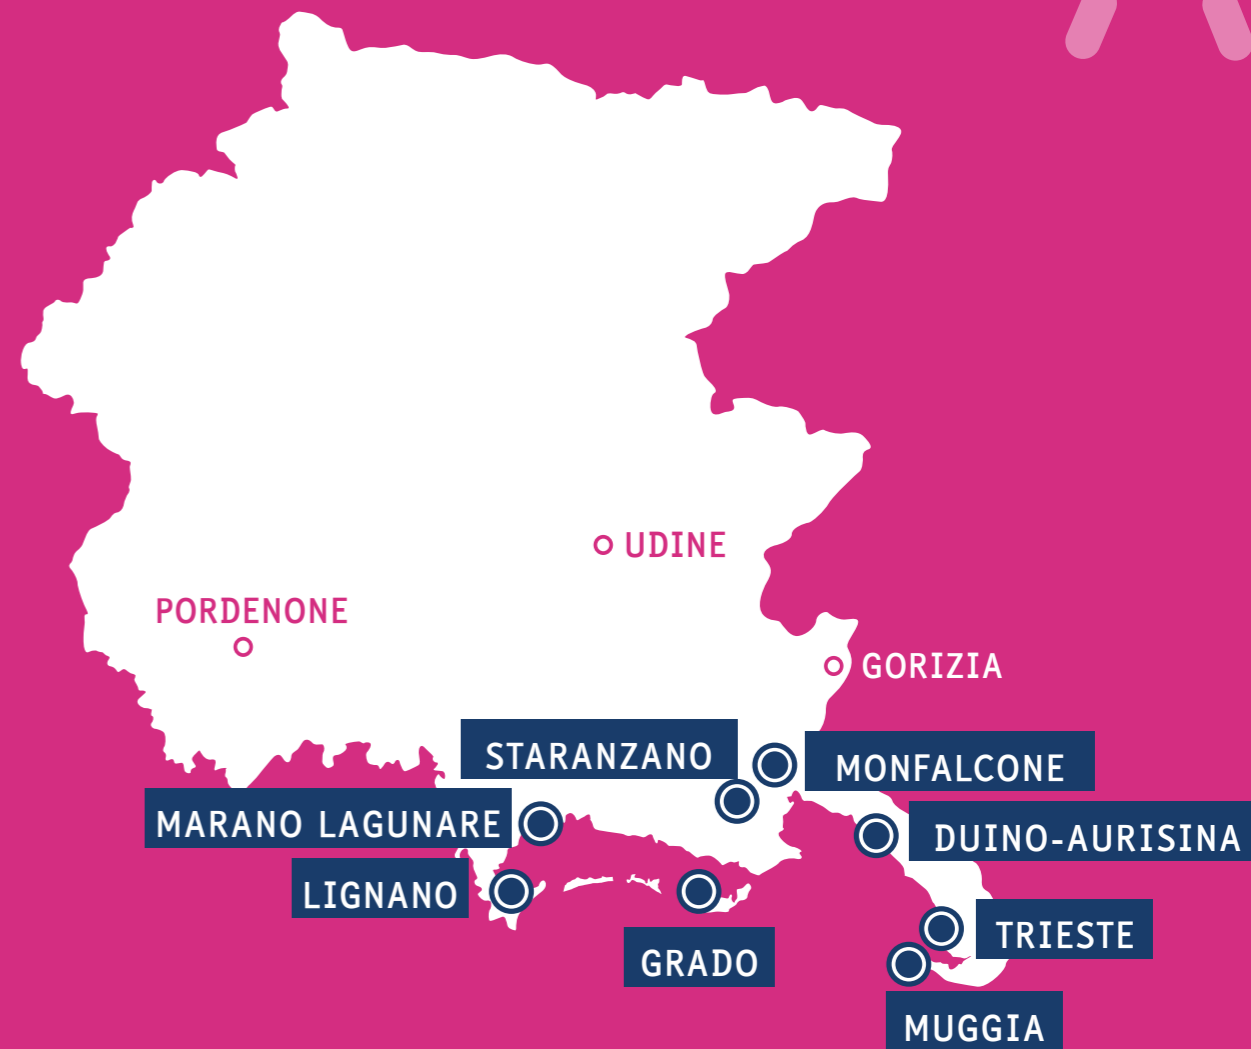 UDINE
PORDENONE
GORIZIA
STARANZANO
MONFALCONE
MARANO LAGUNARE
DUINO-AURISINA
LIGNANO
TRIESTE
GRADO
MUGGIA